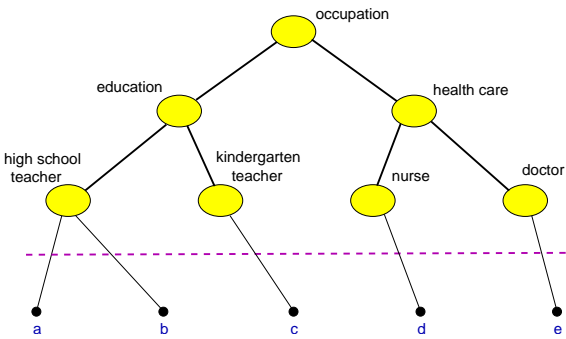 occupation
education
health care
high school
teacher
kindergarten
teacher
nurse
doctor
a
b
c
d
e